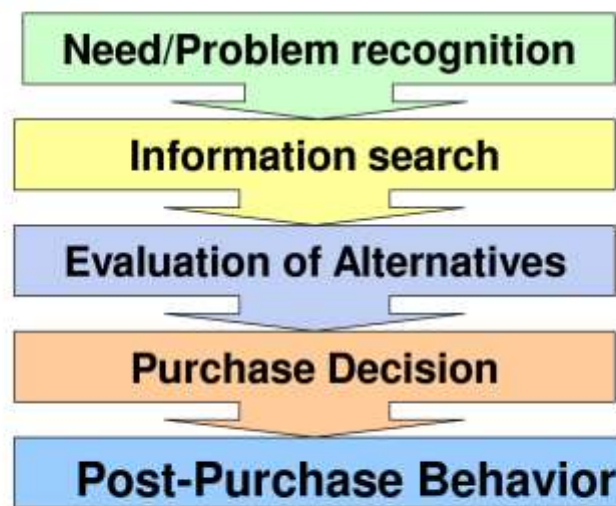 Need/Problem recognition
Information search
Evaluation of Alternatives
Purchase Decision
Post-Purchase Behavior